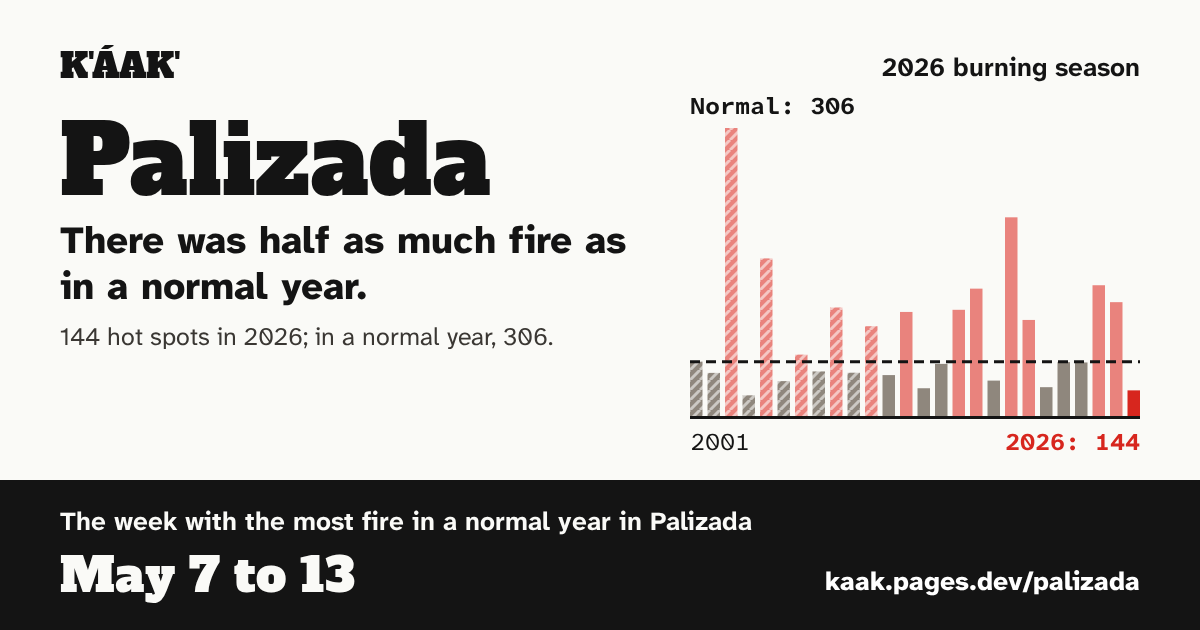 K'ÁAK'
2026 burning season
Palizada
There was half as much fire as
in a normal year.
144 hot spots in 2026; in a normal year, 306.
Normal: 306
2001
2026: 144
The week with the most fire in a normal year in Palizada
May 7 to 13
kaak.pages.dev/palizada